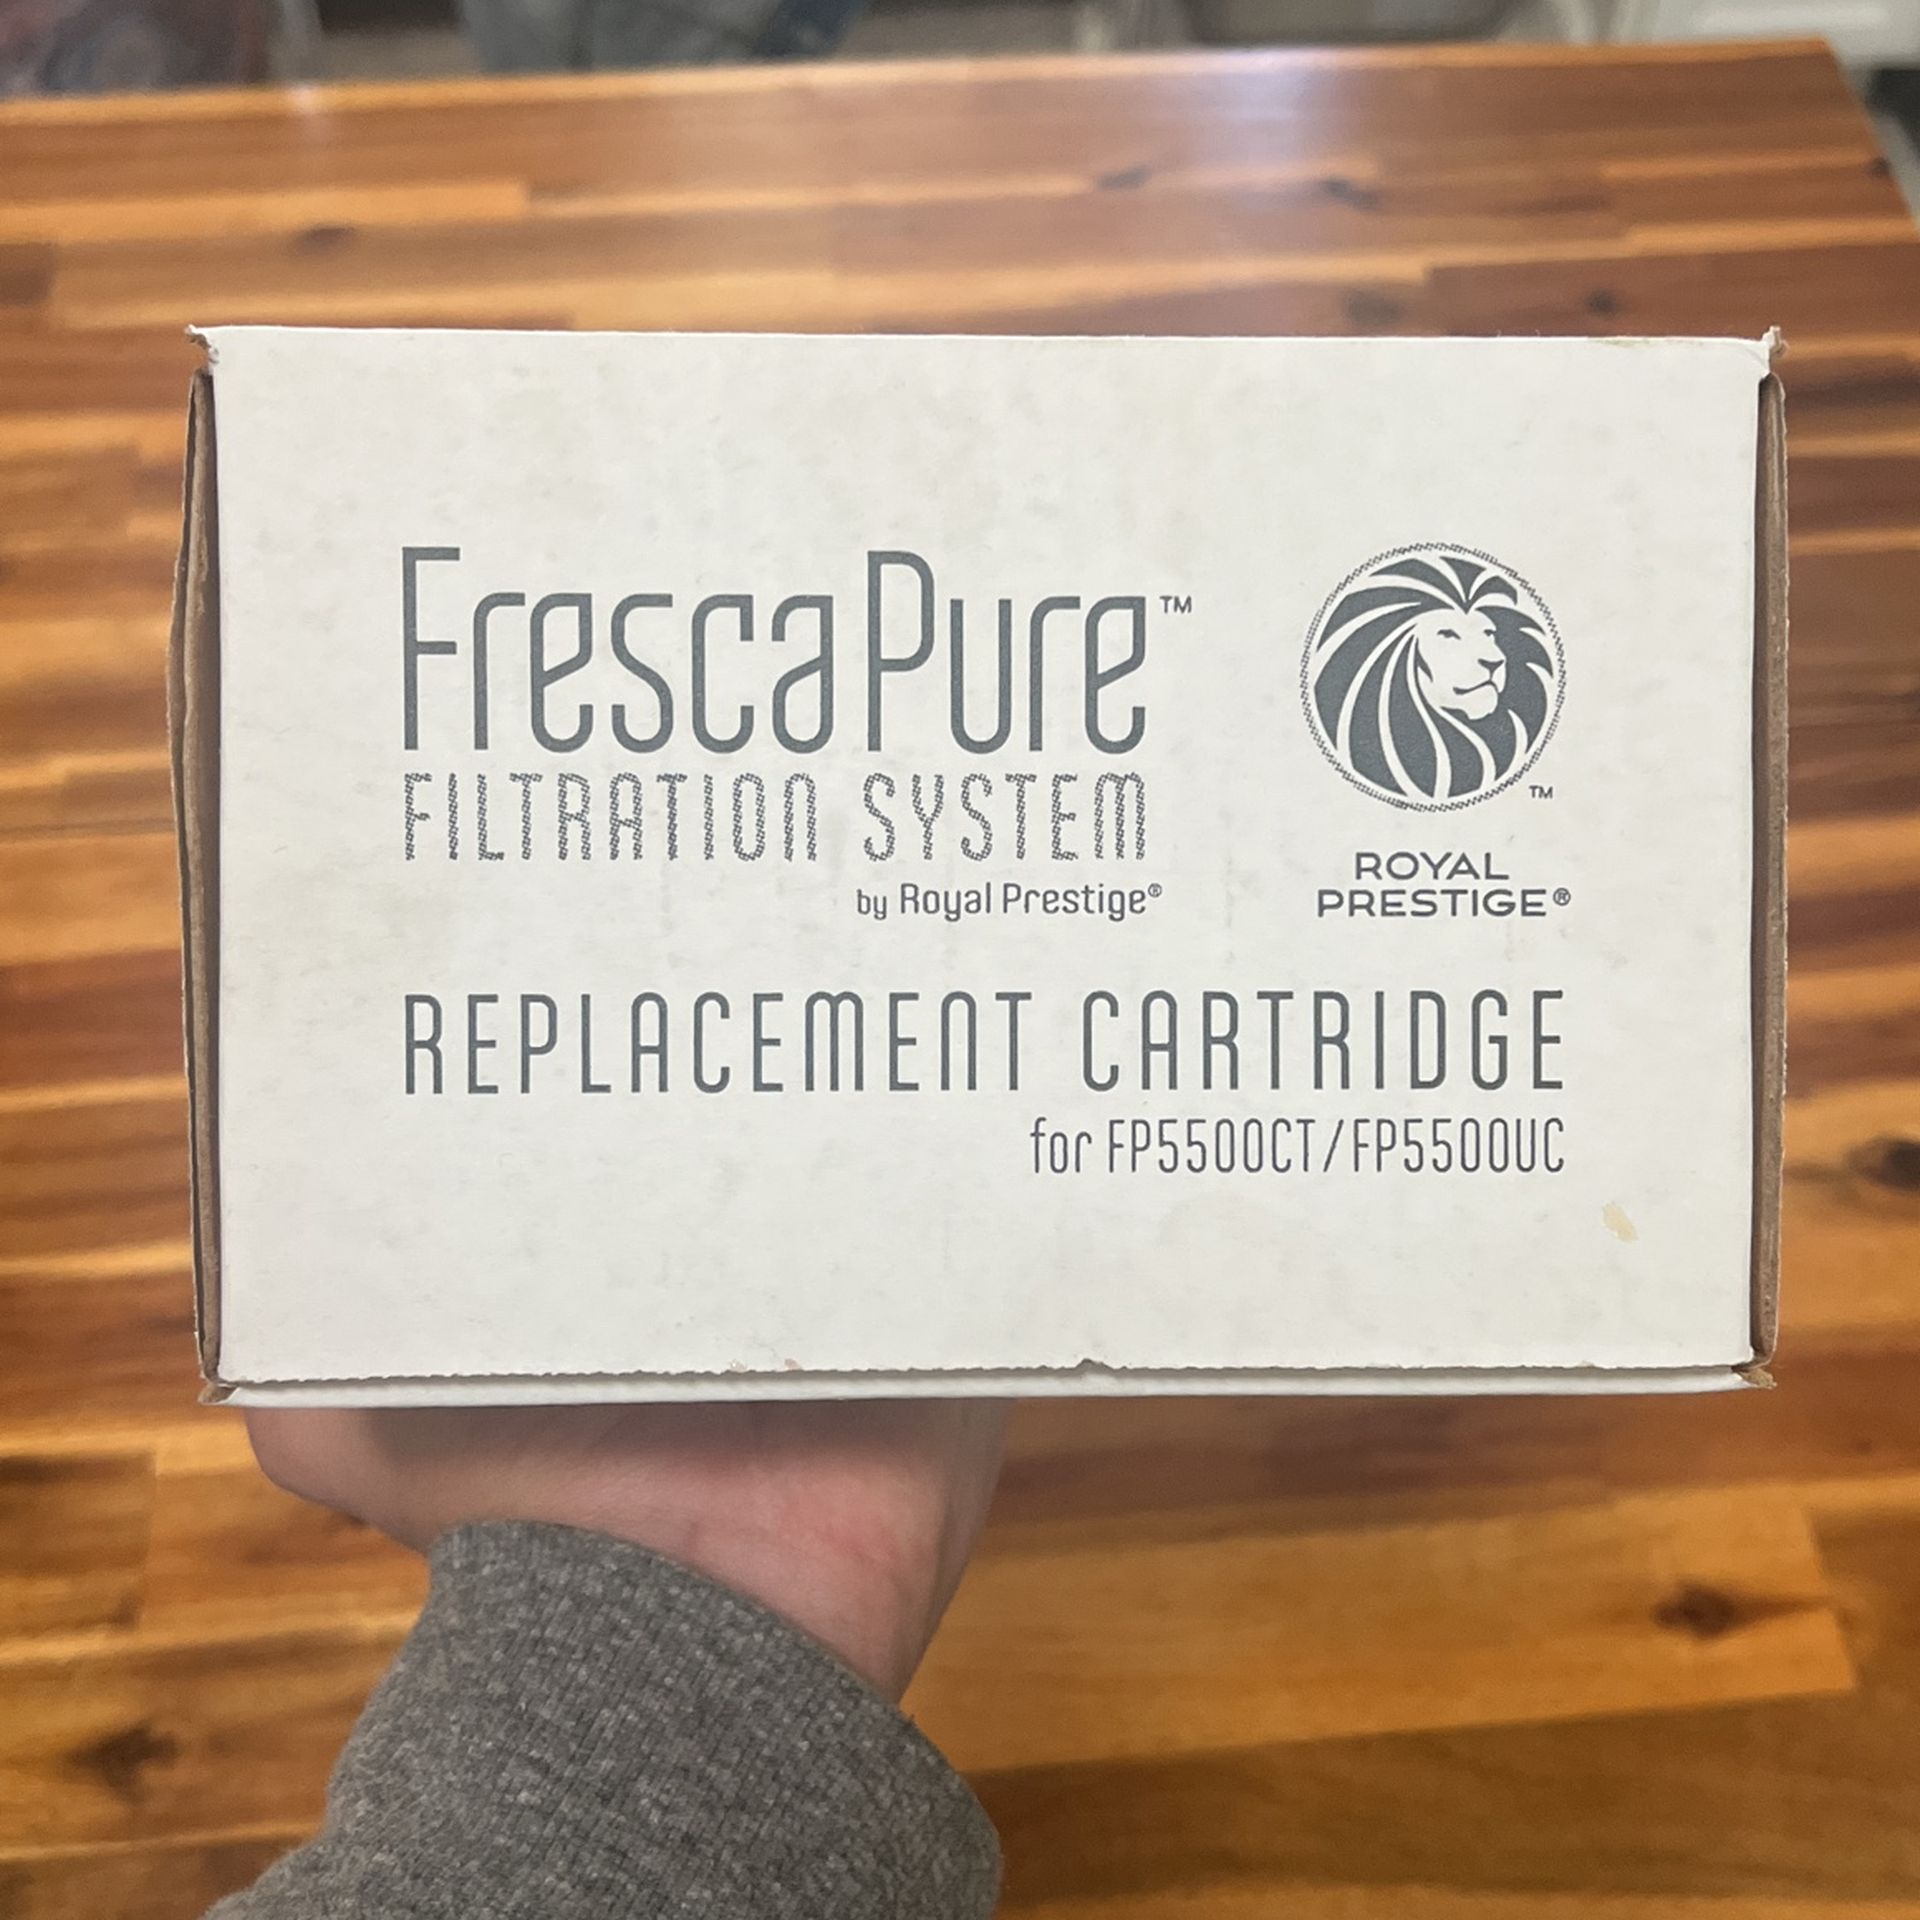 FrescaPure™
FILTRATION SYSTEM
by Royal Prestige®
™
ROYAL
PRESTIGE®
REPLACEMENT CARTRIDGE
for FP5500CT/FP5500UC